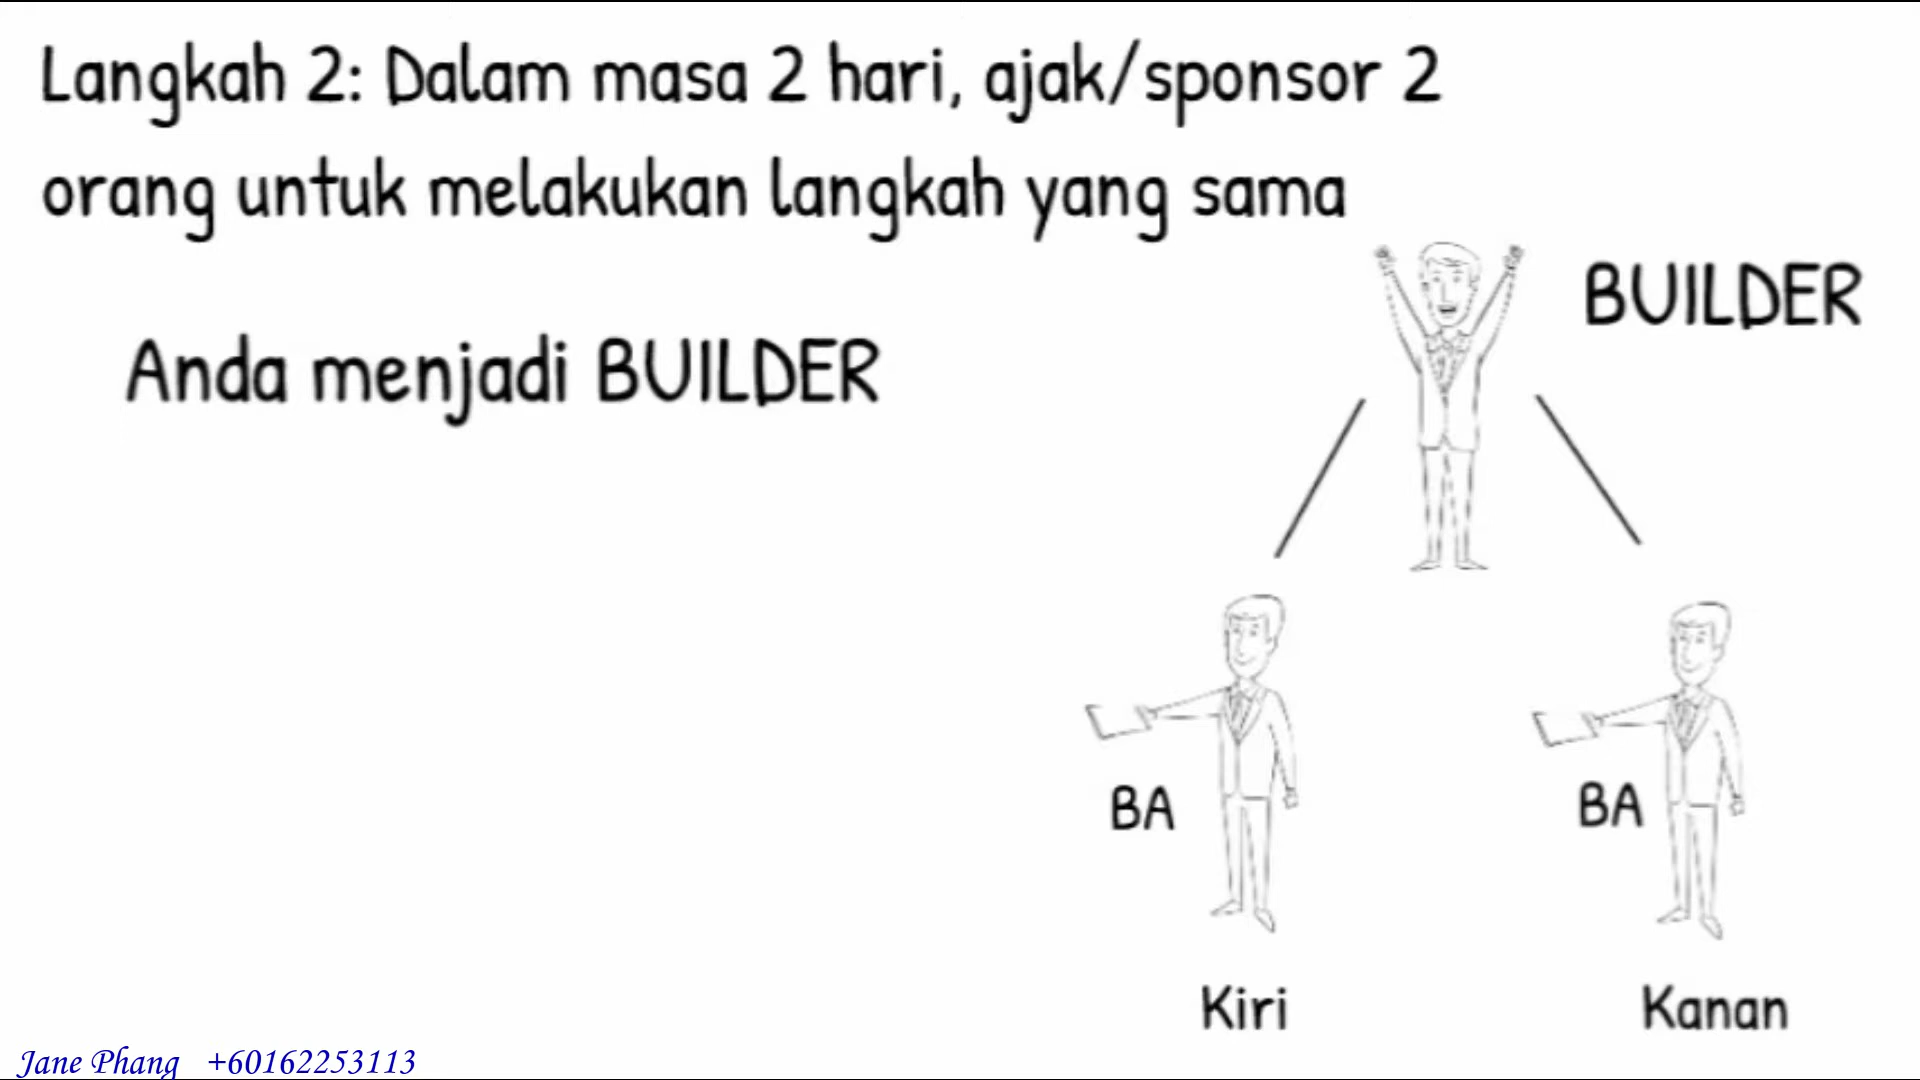 Langkah 2: Dalam masa 2 hari, ajak/sponsor 2
orang untuk melakukan langkah yang sama
BUILDER
Anda menjadi BUILDER
BA
BA
Kiri
Kanan
Jane Phang +60162253113